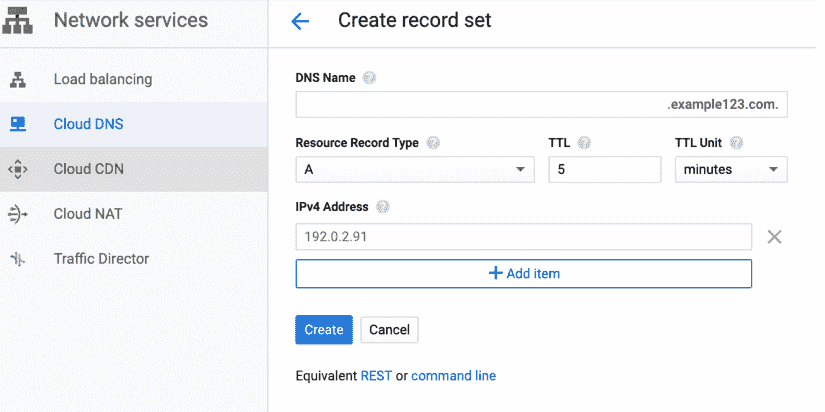 Network services
Load balancing
Cloud DNS
Cloud CDN
Cloud NAT
Traffic Director
Create record set
DNS Name
.example123.com.
Resource Record Type TTL TTL Unit
A 5 minutes
IPv4 Address
192.0.2.91
Add item
Create Cancel
Equivalent REST or command line